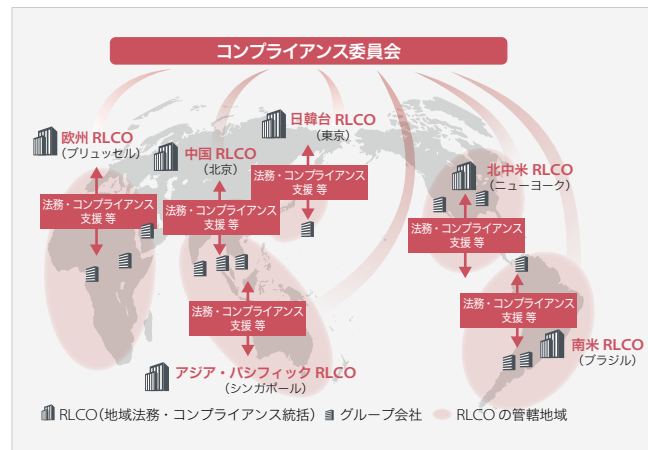 コンプライアンス委員会
欧州 RLCO
(ブリュッセル)
中国 RLCO
(北京)
日韓台 RLCO
(東京)
北中米 RLCO
(ニューヨーク)
法務・コンプライアンス
支援 等
法務・コンプライアンス
支援 等
法務・コンプライアンス
支援 等
法務・コンプライアンス
支援 等
法務・コンプライアンス
支援 等
法務・コンプライアンス
支援 等
アジア・パシフィック RLCO
(シンガポール)
南米 RLCO
(ブラジル)
RLCO(地域法務・コンプライアンス統括) グループ会社 RLCOの管轄地域